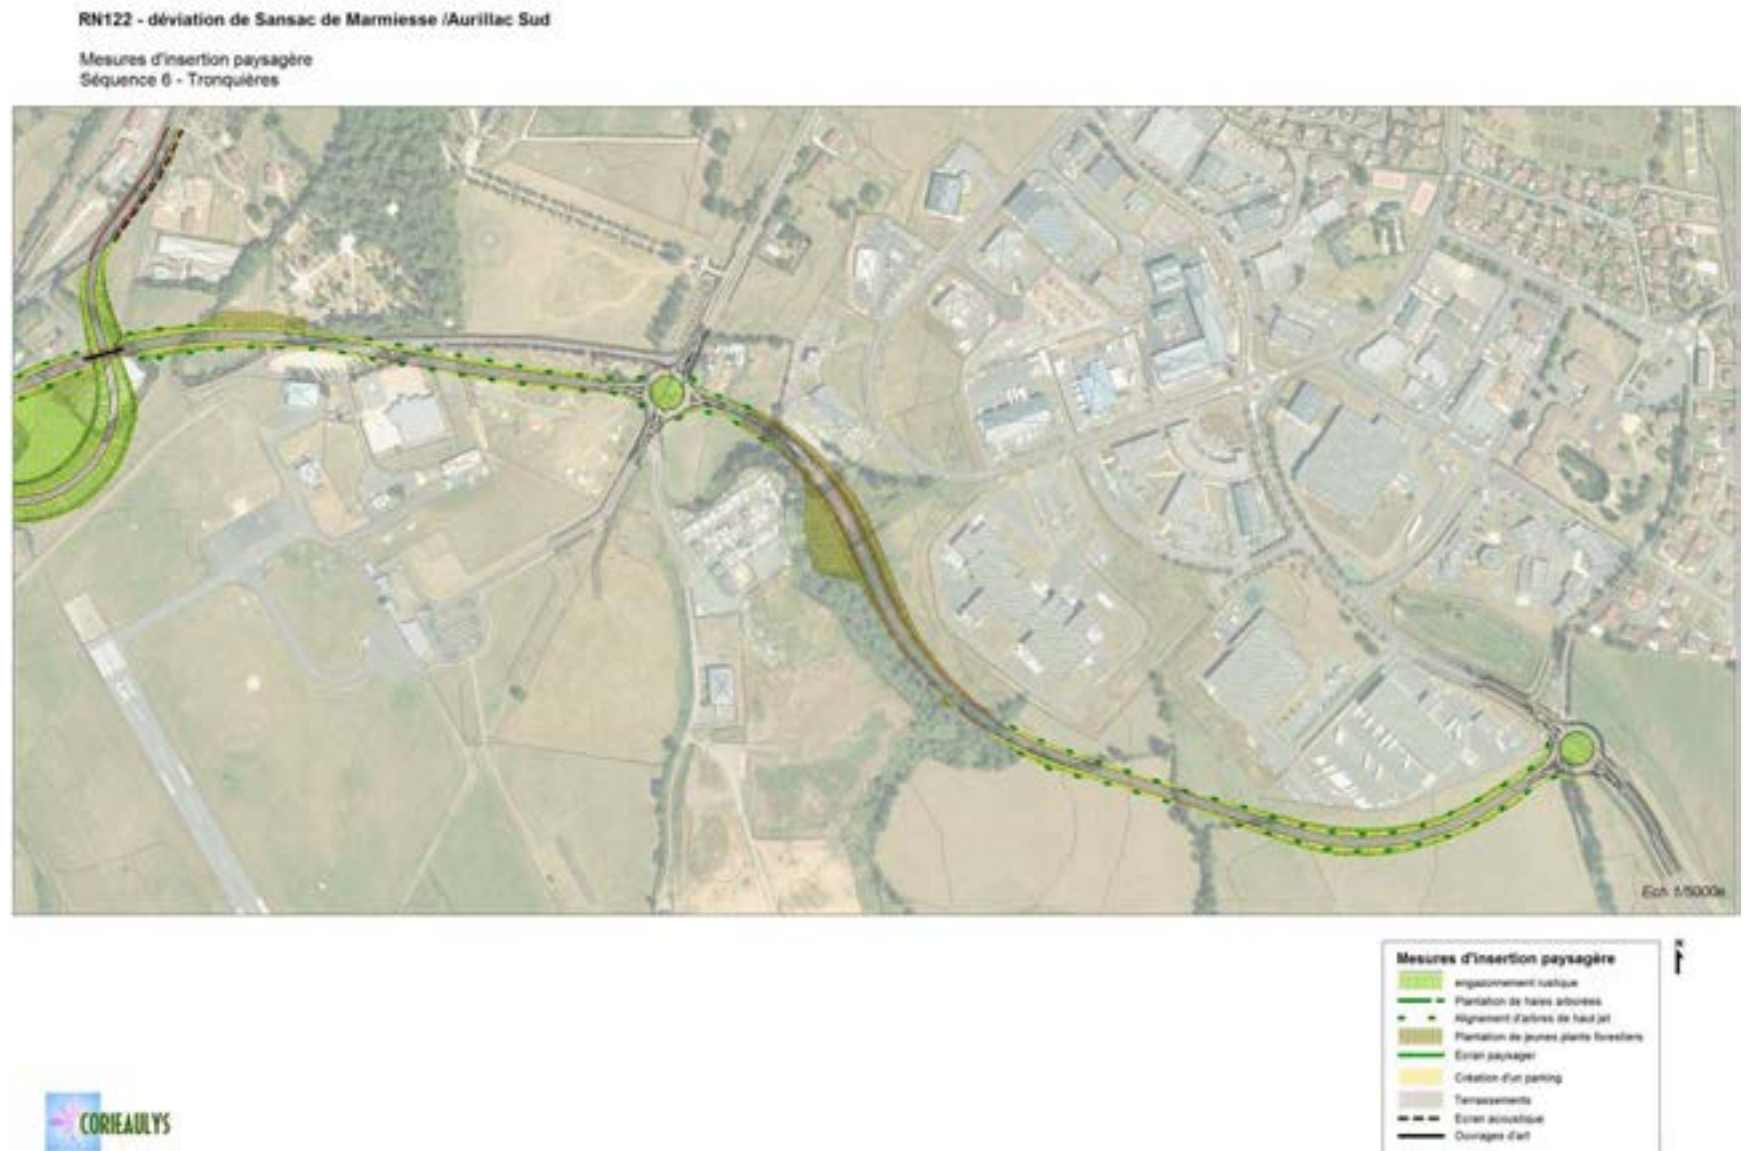 RN122 - déviation de Sansac de Marmiesse /Aurillac Sud
Mesures d'insertion paysagère
Séquence 6 - Tronquières
Ech 1/5000e
Mesures d'insertion paysagère
N
engazonnement rustique
Plantation de haies arborées
Alignement d'arbres de haut jet
Plantation de jeunes plants forestiers
Ecran paysager
Création d'un parking
Terrassements
Ecran acoustique
Ouvrages d'art
CORIEAULYS